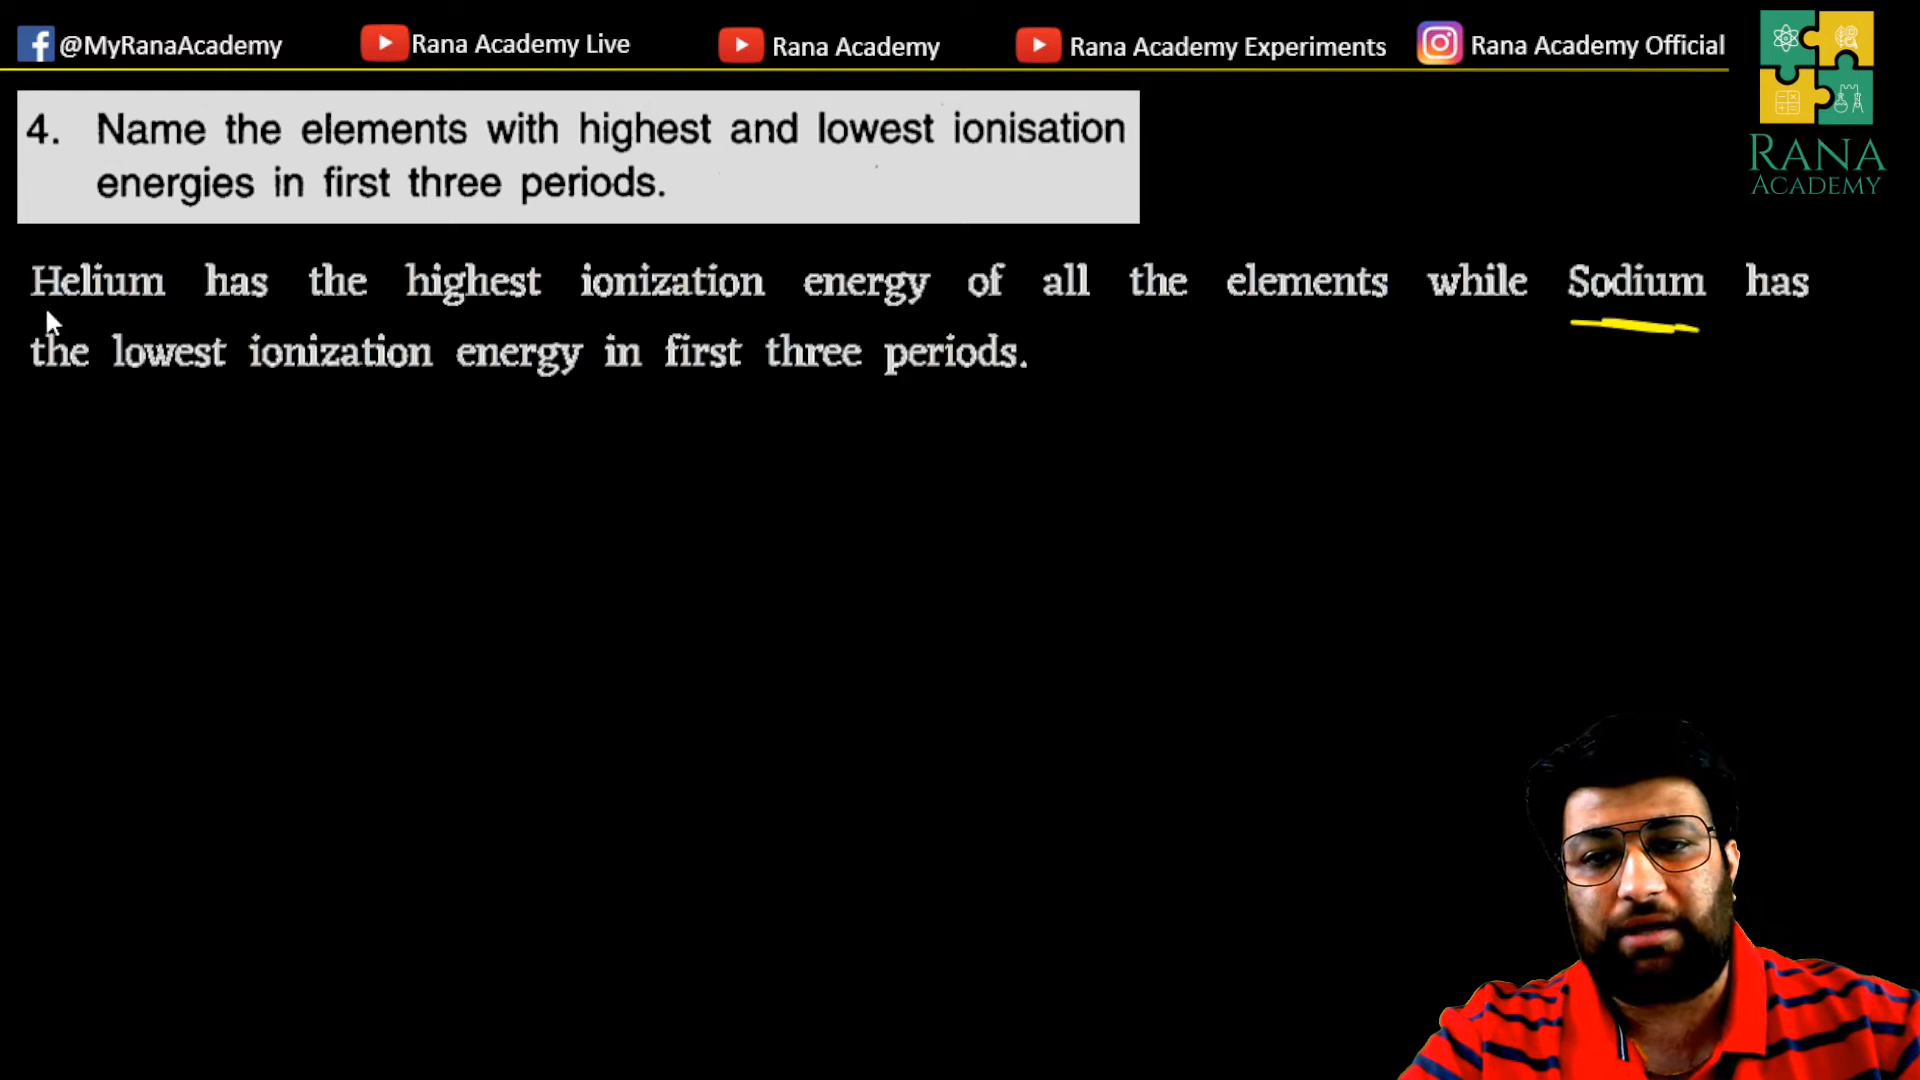 @MyRanaAcademy Rana Academy Live Rana Academy Rana Academy Experiments Rana Academy Official
RANA
ACADEMY
4. Name the elements with highest and lowest ionisation
energies in first three periods.
Helium has the highest ionization energy of all the elements while Sodium has
the lowest ionization energy in first three periods.